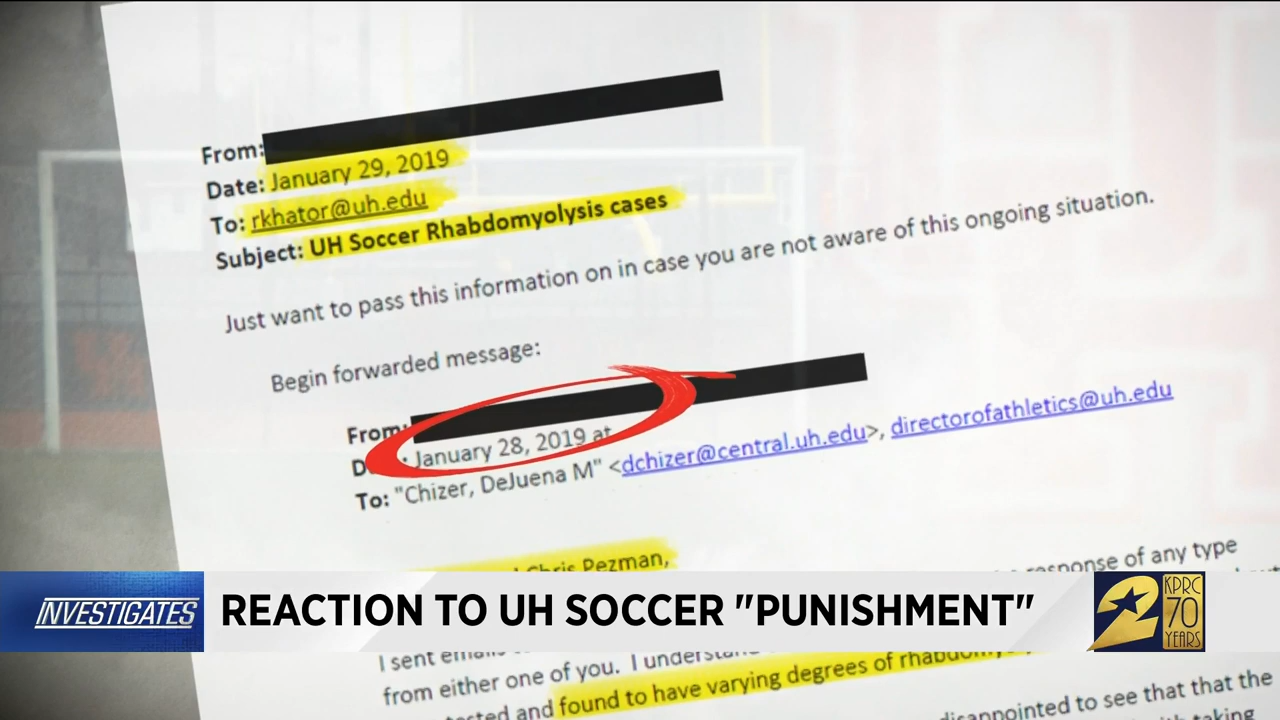 From:
Date: January 29, 2019
To: rkhator@uh.edu
Subject: UH Soccer Rhabdomyolysis cases
Just want to pass this information on in case you are not aware of this ongoing situation.
Begin forwarded message:
From:
January 28, 2019 at
To: "Chizer, DeJuena M" <dchizer@central.uh.edu>, directorofathletics@uh.edu
Chris Pezman,
response of any type
INVESTIGATES
REACTION TO UH SOCCER "PUNISHMENT"
2 KPRC 70 YEARS
I sent emails
from either one of you. I understand
tested and found to have varying degrees of
disappointed to see that that the
with taking